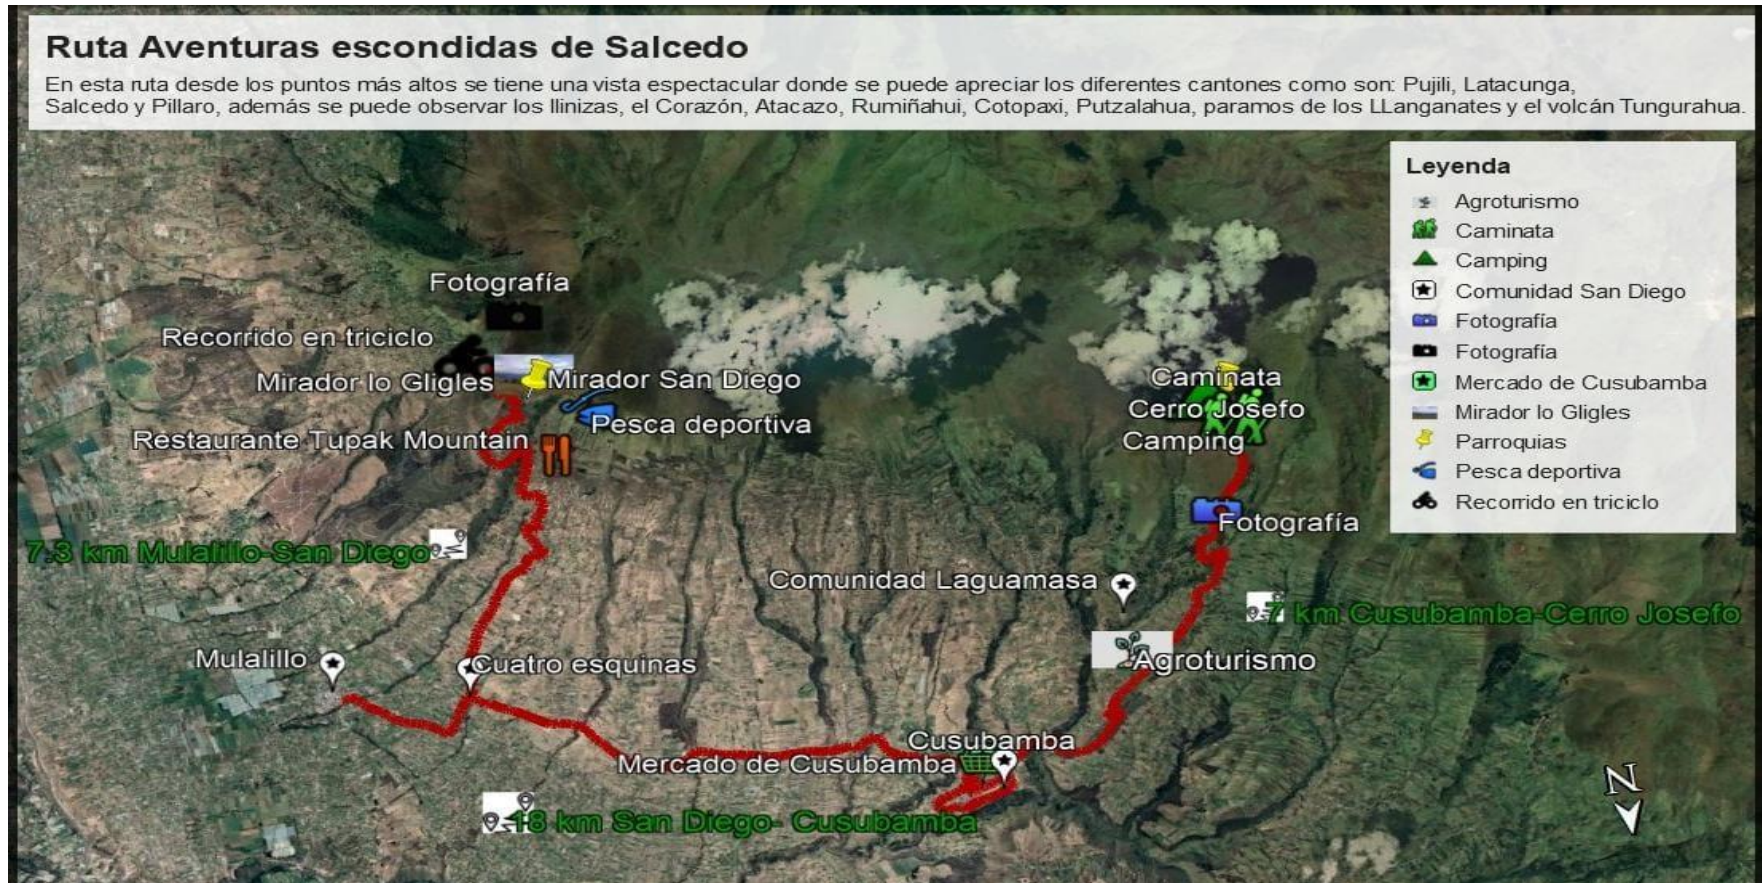 Ruta Aventuras escondidas de Salcedo
En esta ruta desde los puntos más altos se tiene una vista espectacular donde se puede apreciar los diferentes cantones como son: Pujili, Latacunga,
Salcedo y Pillaro, además se puede observar los Ilinizas, el Corazón, Atacazo, Rumiñahui, Cotopaxi, Putzalahua, paramos de los LLanganates y el volcán Tungurahua.
Leyenda
Agroturismo
Caminata
Camping
Comunidad San Diego
Fotografía
Fotografía
Mercado de Cusubamba
Mirador lo Gligles
Parroquias
Pesca deportiva
Recorrido en triciclo
Fotografía
Recorrido en triciclo
Mirador lo Gligles
Mirador San Diego
Pesca deportiva
Restaurante Tupak Mountain
Caminata
Cerro Josefo
Camping
Fotografía
7.3 km Mulalillo-San Diego
Comunidad Laguamasa
7 km Cusubamba-Cerro Josefo
Mulalillo
Cuatro esquinas
Agroturismo
Cusubamba
Mercado de Cusubamba
18 km San Diego- Cusubamba
N